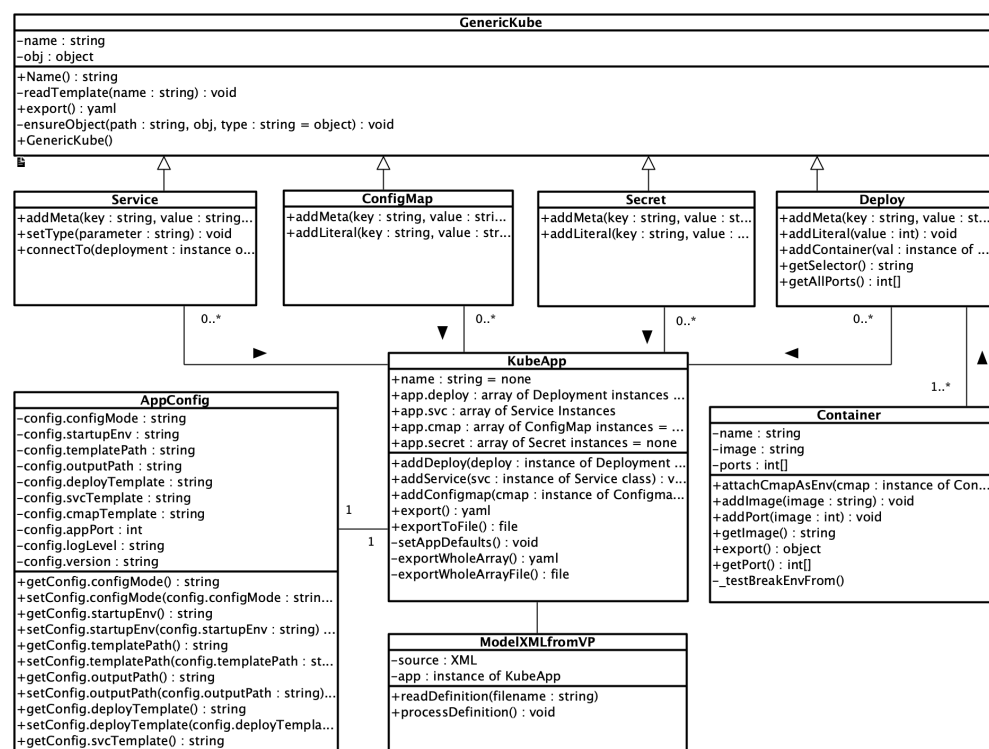 GenericKube
-name : string
-obj : object
+Name() : string
-readTemplate(name : string) : void
+export() : yaml
-ensureObject(path : string, obj, type : string = object) : void
+GenericKube()
Service
+addMeta(key : string, value : string...
+setType(parameter : string) : void
+connectTo(deployment : instance o...
ConfigMap
+addMeta(key : string, value : stri...
+addLiteral(key : string, value : str...
Secret
+addMeta(key : string, value : st...
+addLiteral(key : string, value : ...
Deploy
+addMeta(key : string, value : st...
+addLiteral(value : int) : void
+addContainer(val : instance of ...
+getSelector() : string
+getAllPorts() : int[]
0..*
0..*
0..*
0..*
1..*
KubeApp
+name : string = none
+app.deploy : array of Deployment instances ...
+app.svc : array of Service Instances
+app.cmap : array of ConfigMap instances = ...
+app.secret : array of Secret instances = none
+addDeploy(deploy : instance of Deployment ...
+addService(svc : instance of Service class) : v...
+addConfigmap(cmap : instance of Configma...
+export() : yaml
+exportToFile() : file
-setAppDefaults() : void
-exportWholeArray() : yaml
-exportWholeArrayFile() : file
AppConfig
-config.configMode : string
-config.startupEnv : string
-config.templatePath : string
-config.outputPath : string
-config.deployTemplate : string
-config.svcTemplate : string
-config.cmapTemplate : string
-config.appPort : int
-config.logLevel : string
-config.version : string
+getConfig.configMode() : string
+setConfig.configMode(config.configMode : strin...
+getConfig.startupEnv() : string
+setConfig.startupEnv(config.startupEnv : string) ...
+getConfig.templatePath() : string
+setConfig.templatePath(config.templatePath : st...
+getConfig.outputPath() : string
+setConfig.outputPath(config.outputPath : string)...
+getConfig.deployTemplate() : string
+setConfig.deployTemplate(config.deployTempla...
+getConfig.svcTemplate() : string
1
1
Container
-name : string
-image : string
-ports : int[]
+attachCmapAsEnv(cmap : instance of Con...
+addImage(image : string) : void
+addPort(image : int) : void
+getImage() : string
+export() : object
+getPort() : int[]
-_testBreakEnvFrom()
ModelXMLfromVP
-source : XML
-app : instance of KubeApp
+readDefinition(filename : string)
+processDefinition() : void